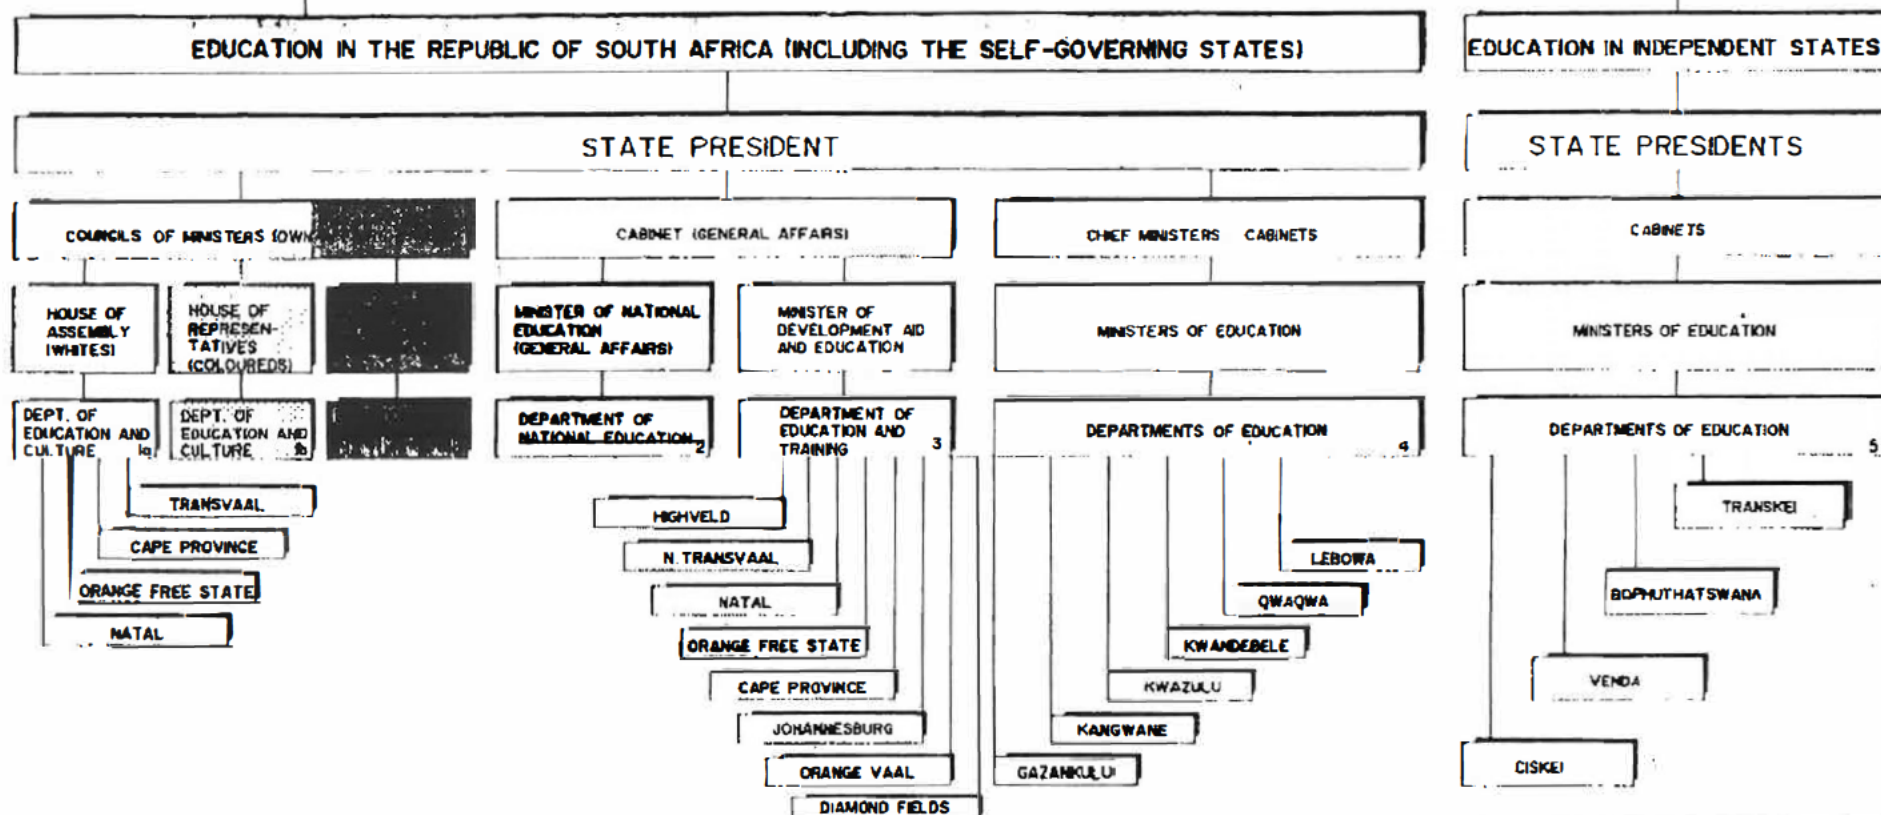 EDUCATION IN THE REPUBLIC OF SOUTH AFRICA (INCLUDING THE SELF-GOVERNING STATES)
EDUCATION IN INDEPENDENT STATES
STATE PRESIDENT
STATE PRESIDENTS
COUNCILS OF MINISTERS (OWN
CABINET (GENERAL AFFAIRS)
CHIEF MINISTERS CABINETS
CABINETS
HOUSE OF
ASSEMBLY
(WHITES)
HOUSE OF
REPRESEN-
TATIVES
(COLOUREDS)
MINISTER OF NATIONAL
EDUCATION
(GENERAL AFFAIRS)
MINISTER OF
DEVELOPMENT AID
AND EDUCATION
MINISTERS OF EDUCATION
MINISTERS OF EDUCATION
DEPT. OF
EDUCATION AND
CULTURE 1a
DEPT. OF
EDUCATION AND
CULTURE 1b
DEPARTMENT OF
NATIONAL EDUCATION 2
DEPARTMENT OF
EDUCATION AND
TRAINING 3
DEPARTMENTS OF EDUCATION 4
DEPARTMENTS OF EDUCATION 5
TRANSVAAL
CAPE PROVINCE
ORANGE FREE STATE
NATAL
HIGHVELD
N. TRANSVAAL
NATAL
ORANGE FREE STATE
CAPE PROVINCE
JOHANNESBURG
ORANGE VAAL
DIAMOND FIELDS
LEBOWA
QWAQWA
KWANDEBELE
KWAZULU
KANGWANE
GAZANKULU
TRANSKEI
BOPHUTHATSWANA
VENDA
CISKEI